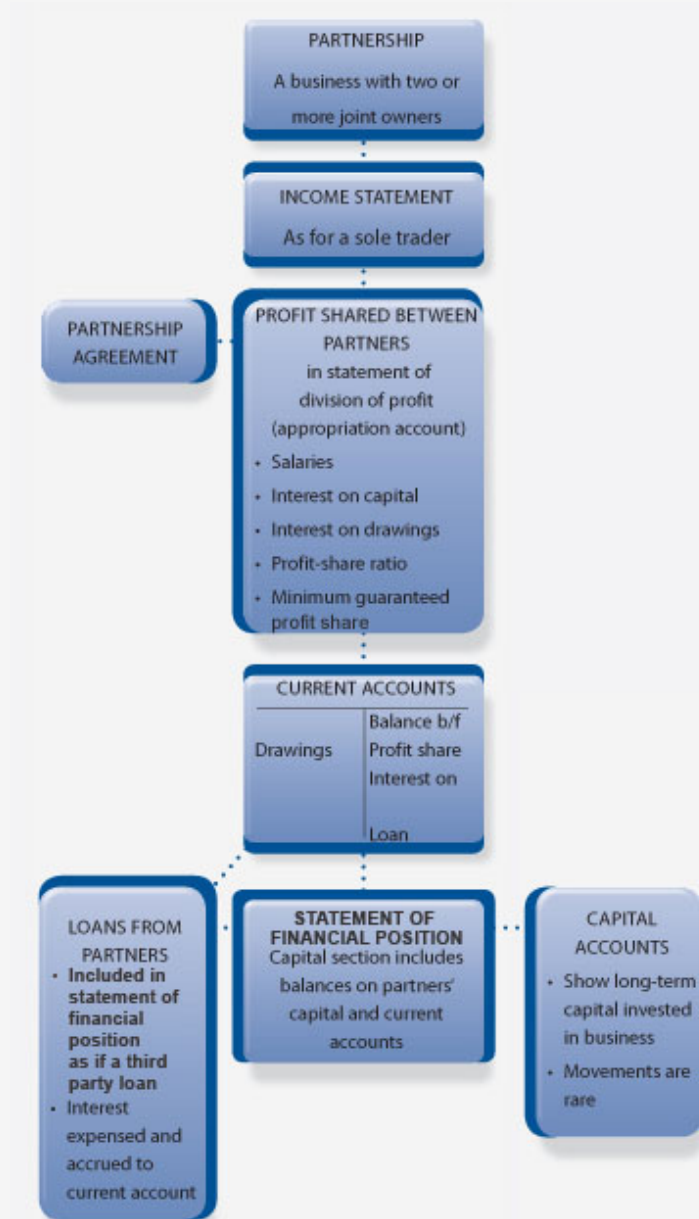 PARTNERSHIP
A business with two or
more joint owners
INCOME STATEMENT
As for a sole trader
PARTNERSHIP
AGREEMENT
PROFIT SHARED BETWEEN
PARTNERS
in statement of
division of profit
(appropriation account)
• Salaries
• Interest on capital
• Interest on drawings
• Profit-share ratio
• Minimum guaranteed
profit share
CURRENT ACCOUNTS
Balance b/f
Drawings Profit share
Interest on
Loan
LOANS FROM
PARTNERS
• Included in
statement of
financial
position
as if a third
party loan
• Interest
expensed and
accrued to
current account
STATEMENT OF
FINANCIAL POSITION
Capital section includes
balances on partners'
capital and current
accounts
CAPITAL
ACCOUNTS
• Show long-term
capital invested
in business
• Movements are
rare